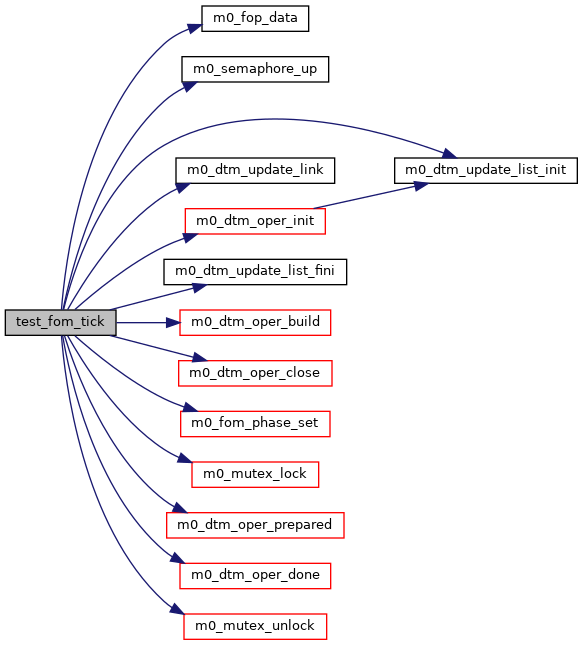 m0_fop_data
m0_semaphore_up
m0_dtm_update_link
m0_dtm_update_list_init
m0_dtm_oper_init
m0_dtm_update_list_fini
test_fom_tick
m0_dtm_oper_build
m0_dtm_oper_close
m0_fom_phase_set
m0_mutex_lock
m0_dtm_oper_prepared
m0_dtm_oper_done
m0_mutex_unlock